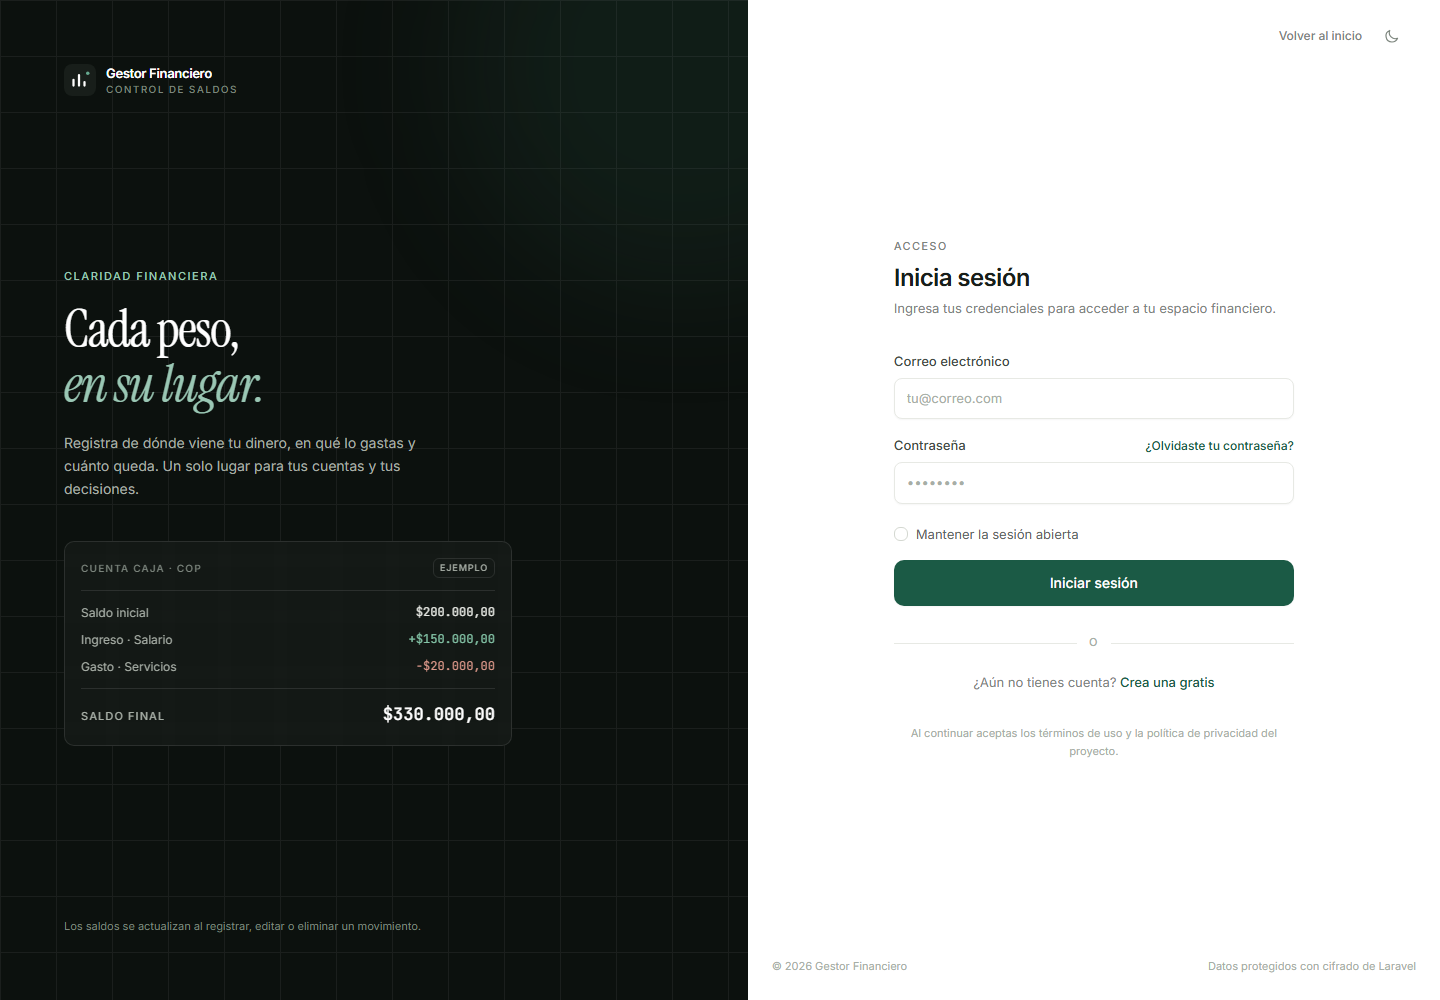 Gestor Financiero
CONTROL DE SALDOS
CLARIDAD FINANCIERA
Cada peso,
en su lugar.
Registra de dónde viene tu dinero, en qué lo gastas y
cuánto queda. Un solo lugar para tus cuentas y tus
decisiones.
CUENTA CAJA · COP EJEMPLO
Saldo inicial $200.000,00
Ingreso · Salario +$150.000,00
Gasto · Servicios -$20.000,00
SALDO FINAL $330.000,00
Los saldos se actualizan al registrar, editar o eliminar un movimiento.
Volver al inicio
ACCESO
Inicia sesión
Ingresa tus credenciales para acceder a tu espacio financiero.
Correo electrónico
tu@correo.com
Contraseña ¿Olvidaste tu contraseña?
••••••••
Mantener la sesión abierta
Iniciar sesión
O
¿Aún no tienes cuenta? Crea una gratis
Al continuar aceptas los términos de uso y la política de privacidad del
proyecto.
© 2026 Gestor Financiero
Datos protegidos con cifrado de Laravel